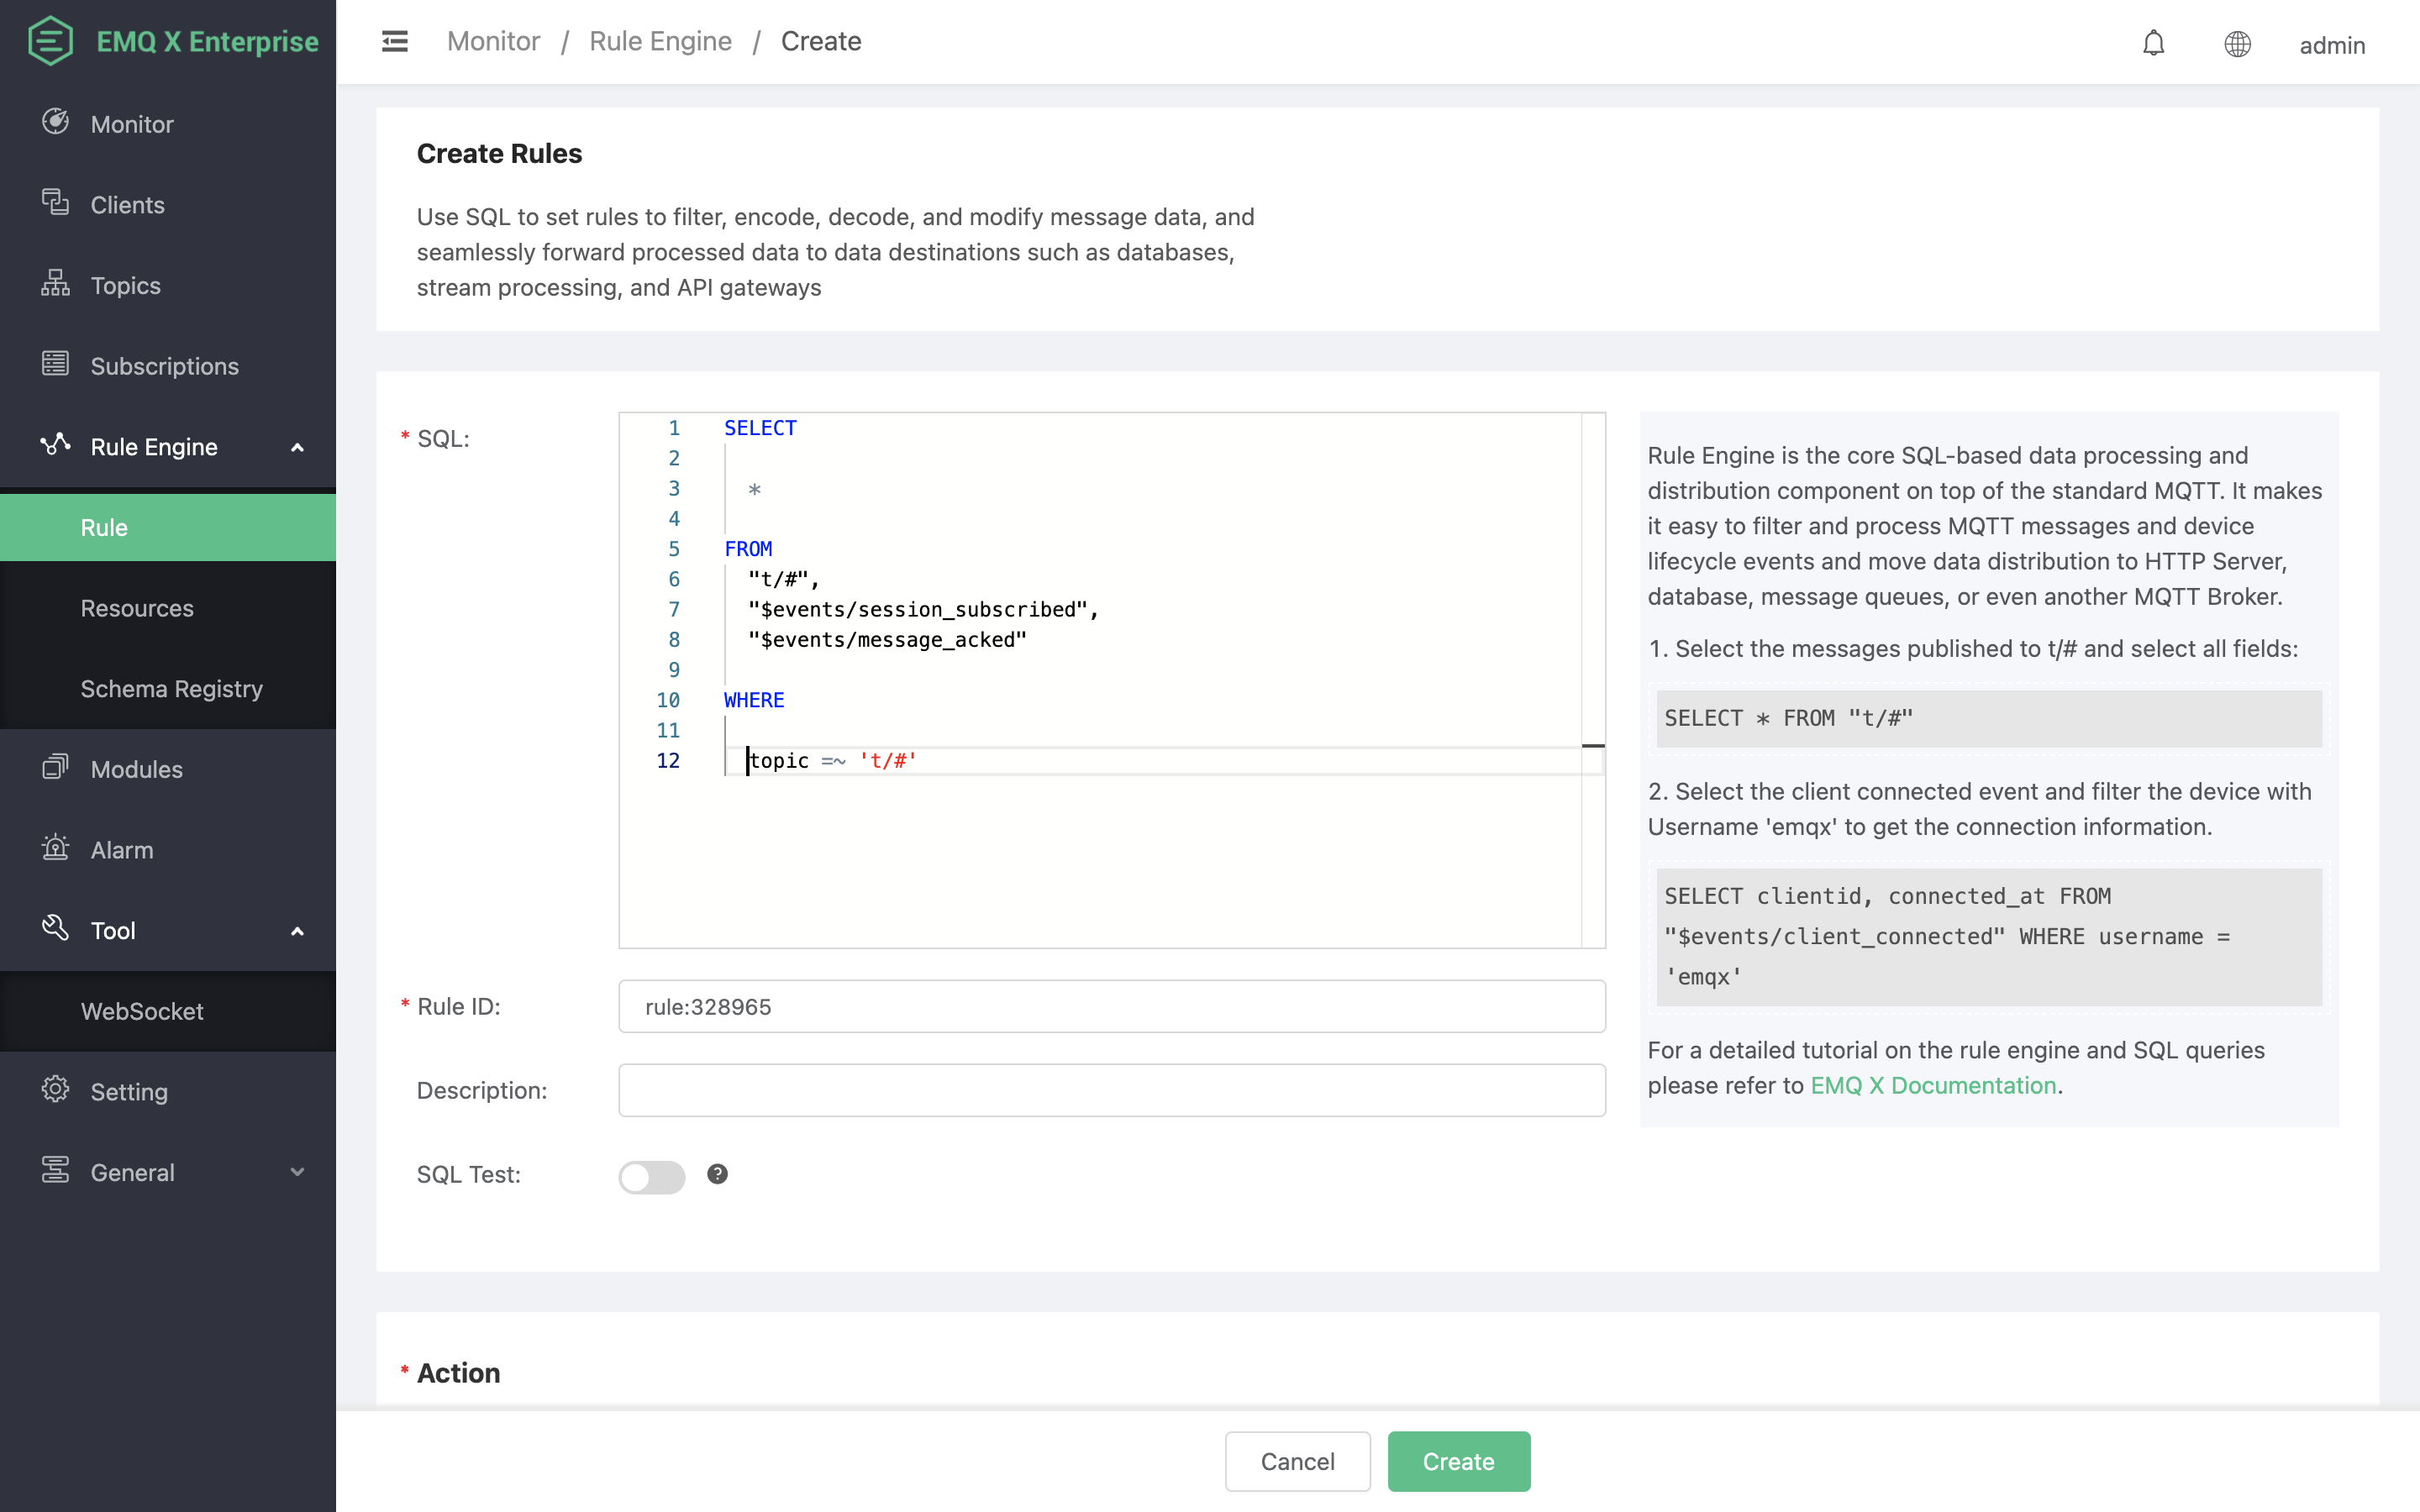 EMQ X Enterprise
Monitor / Rule Engine / Create
admin
Monitor
Clients
Topics
Subscriptions
Rule Engine
Rule
Resources
Schema Registry
Modules
Alarm
Tool
WebSocket
Setting
General
Create Rules
Use SQL to set rules to filter, encode, decode, and modify message data, and
seamlessly forward processed data to data destinations such as databases,
stream processing, and API gateways
* SQL:
1 SELECT
2
3 *
4
5 FROM
6 "t/#",
7 "$events/session_subscribed",
8 "$events/message_acked"
9
10 WHERE
11
12 topic =~ 't/#'
Rule Engine is the core SQL-based data processing and
distribution component on top of the standard MQTT. It makes
it easy to filter and process MQTT messages and device
lifecycle events and move data distribution to HTTP Server,
database, message queues, or even another MQTT Broker.
1. Select the messages published to t/# and select all fields:
SELECT * FROM "t/#"
2. Select the client connected event and filter the device with
Username 'emqx' to get the connection information.
SELECT clientid, connected_at FROM
"$events/client_connected" WHERE username =
'emqx'
For a detailed tutorial on the rule engine and SQL queries
please refer to EMQ X Documentation.
* Rule ID:
rule:328965
Description:
SQL Test:
?
* Action
Cancel
Create